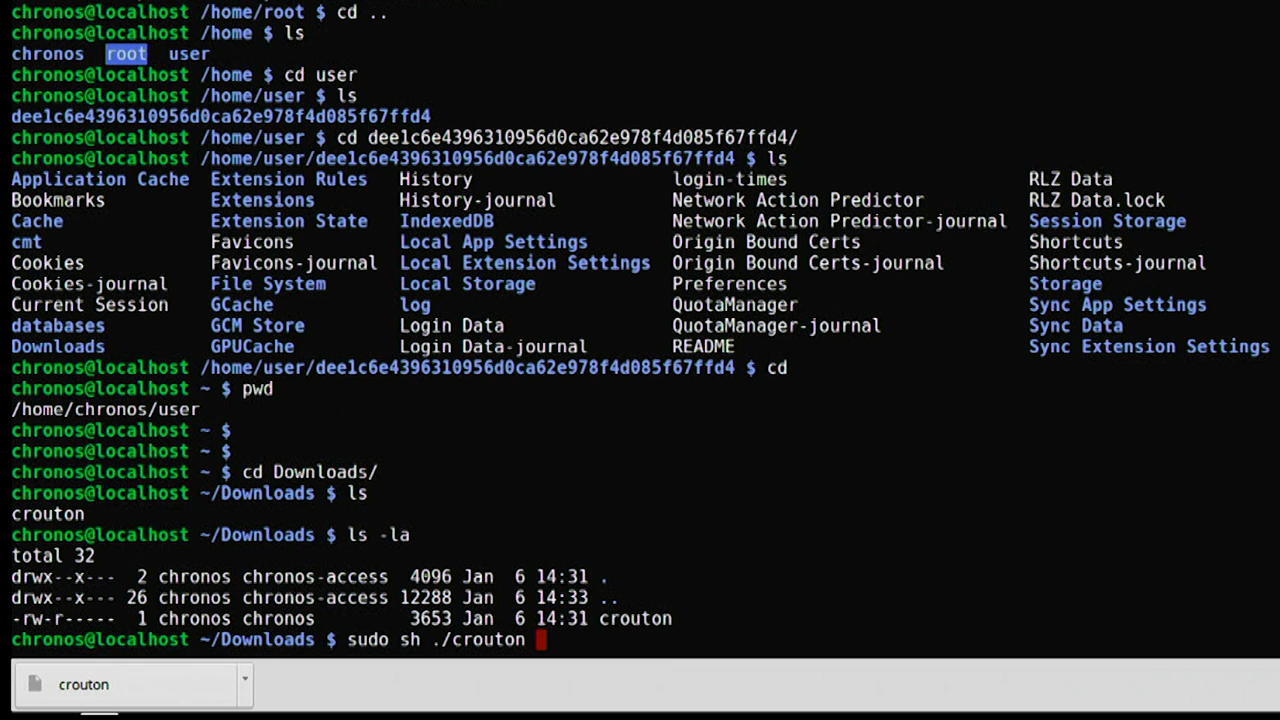 chronos@localhost /home/root $ cd ..
chronos@localhost /home $ ls
chronos  root  user
chronos@localhost /home $ cd user
chronos@localhost /home/user $ ls
dee1c6e4396310956d0ca62e978f4d085f67ffd4
chronos@localhost /home/user $ cd dee1c6e4396310956d0ca62e978f4d085f67ffd4/
chronos@localhost /home/user/dee1c6e4396310956d0ca62e978f4d085f67ffd4 $ ls
Application Cache  Extension Rules  History  login-times  RLZ Data
Bookmarks  Extensions  History-journal  Network Action Predictor  RLZ Data.lock
Cache  Extension State  IndexedDB  Network Action Predictor-journal  Session Storage
cmt  Favicons  Local App Settings  Origin Bound Certs  Shortcuts
Cookies  Favicons-journal  Local Extension Settings  Origin Bound Certs-journal  Shortcuts-journal
Cookies-journal  File System  Local Storage  Preferences  Storage
Current Session  GCache  log  QuotaManager  Sync App Settings
databases  GCM Store  Login Data  QuotaManager-journal  Sync Data
Downloads  GPUCache  Login Data-journal  README  Sync Extension Settings
chronos@localhost /home/user/dee1c6e4396310956d0ca62e978f4d085f67ffd4 $ cd
chronos@localhost ~ $ pwd
/home/chronos/user
chronos@localhost ~ $
chronos@localhost ~ $
chronos@localhost ~ $ cd Downloads/
chronos@localhost ~/Downloads $ ls
crouton
chronos@localhost ~/Downloads $ ls -la
total 32
drwx--x---  2 chronos chronos-access  4096 Jan  6 14:31 .
drwx--x--- 26 chronos chronos-access 12288 Jan  6 14:33 ..
-rw-r-----  1 chronos chronos         3653 Jan  6 14:31 crouton
chronos@localhost ~/Downloads $ sudo sh ./crouton
crouton